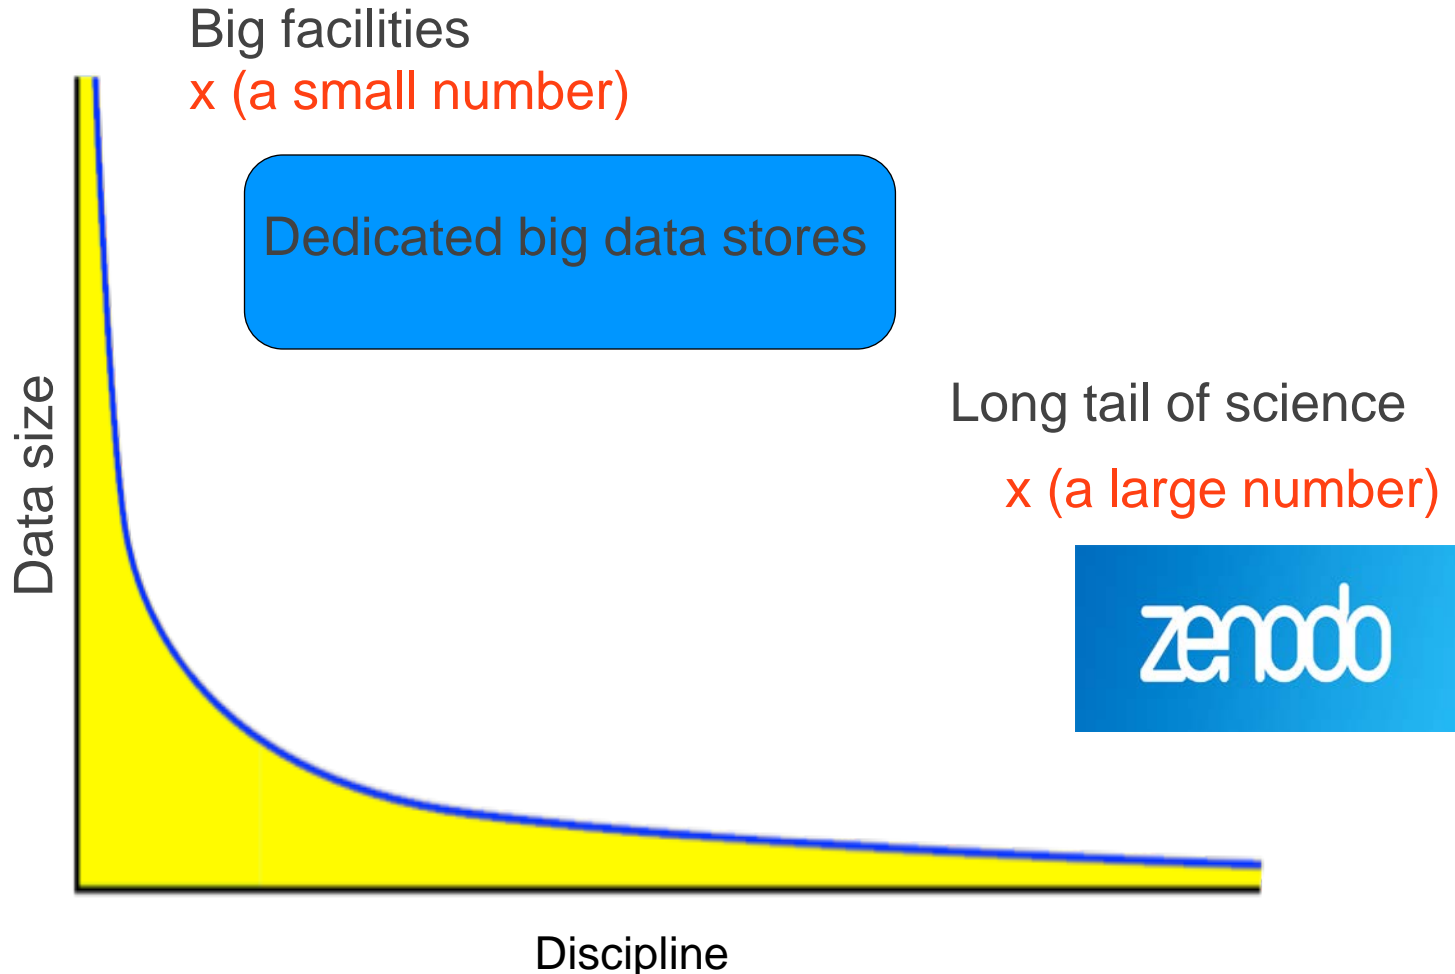 Big facilities
x (a small number)
Dedicated big data stores
Data size
Long tail of science
x (a large number)
zenodo
Discipline